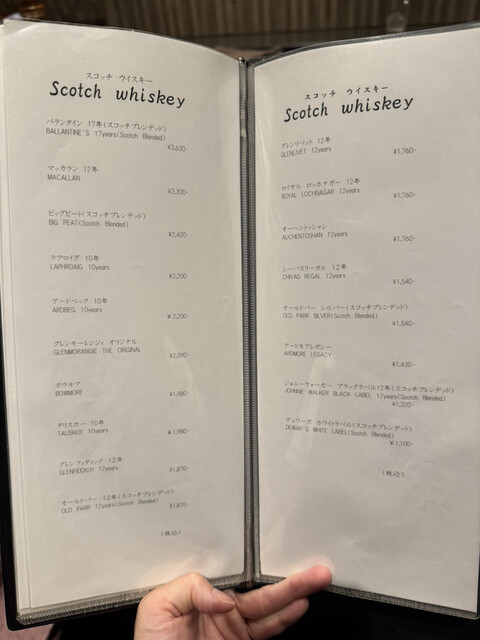 スコッチ ウイスキー
Scotch whiskey
バランタイン 17年(スコッチブレンデッド)
BALLANTINE'S 17years(Scotch Blended)
¥3,630-
マッカラン 12年
MACALLAN
¥3,300-
ビッグピート(スコッチブレンデッド)
BIG PEAT(Scotch Blended)
¥2,420-
ラフロイグ 10年
LAPHROAIG 10years
¥2,200-
アードベック 10年
ARDBEG 10years
¥2,200-
グレンモーレンジィ オリジナル
GLENMORANGIE THE ORIGINAL
¥2,090-
ボウモア
BOWMORE
¥1,980-
タリスカー 10年
TALISKER 10years
¥1,980-
グレンフィディック 12年
GLENFIDDICH 12years
¥1,870-
オールドパー 12年(スコッチブレンデッド)
OLD PARR 12years(Scotch Blended)
¥1,870-
(税込)
スコッチ ウイスキー
Scotch whiskey
グレンリベット 12年
GLENLIVET 12years
¥1,760-
ロイヤル ロッホナガー 12年
ROYAL LOCHNAGAR 12years
¥1,760-
オーヘントッシャン
AUCHENTOSHAN 12years
¥1,760-
シーバスリーガル 12年
CHIVAS REGAL 12years
¥1,540-
オールドパー シルバー(スコッチブレンデッド)
OLD PARR SILVER(Scotch Blended)
¥1,540-
アードモアレガシー
ARDMORE LEGACY
¥1,430-
ジョニーウォーカー ブラックラベル12年(スコッチブレンデッド)
JOHNNIE WALKER BLACK LABEL 12years(Scotch Blended)
¥1,320-
デュワーズ ホワイトラベル(スコッチブレンデッド)
DEWAR'S WHITE LABEL(Scotch Blended)
¥1,100-
(税込)